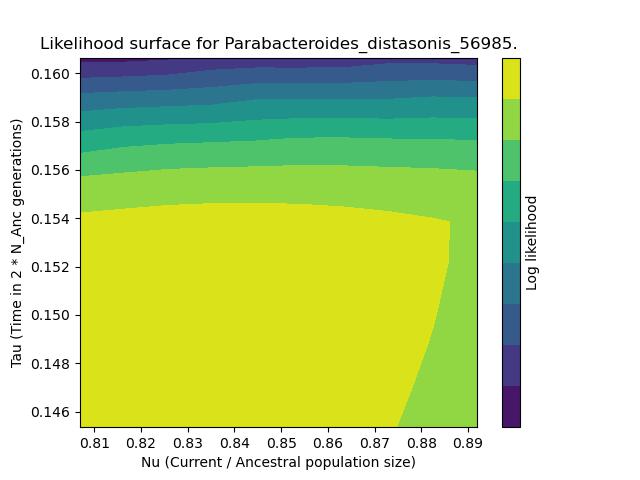 Likelihood surface for Parabacteroides_distasonis_56985.
0.160
0.158
0.156
0.154
0.152
0.150
0.148
0.146
Tau (Time in 2 * N_Anc generations)
0.81 0.82 0.83 0.84 0.85 0.86 0.87 0.88 0.89
Nu (Current / Ancestral population size)
Log likelihood